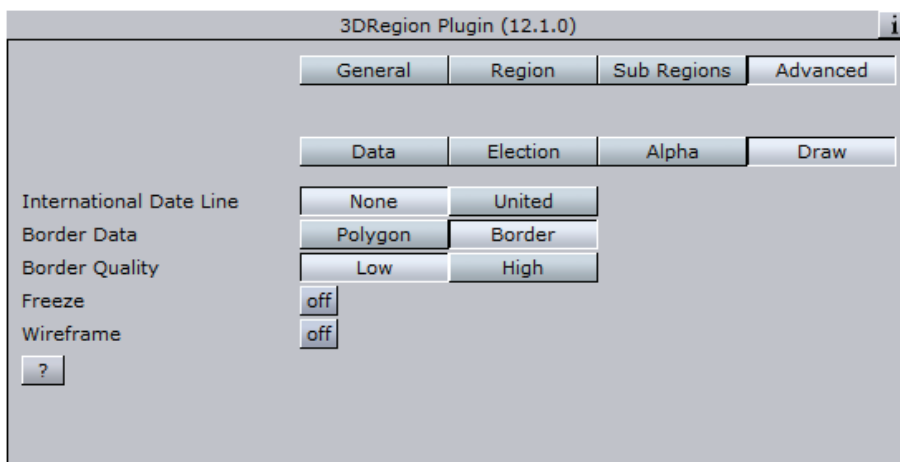 3DRegion Plugin (12.1.0) i
General Region Sub Regions Advanced
Data Election Alpha Draw
International Date Line None United
Border Data Polygon Border
Border Quality Low High
Freeze off
Wireframe off
?